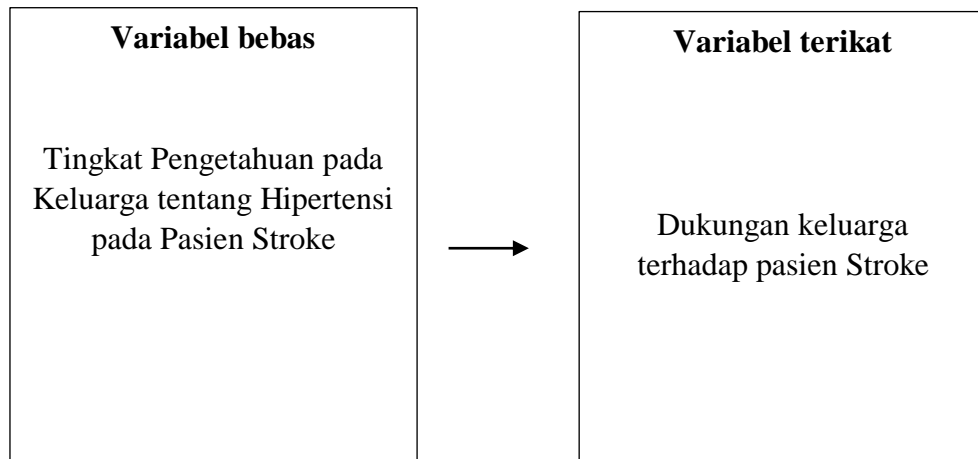 Variabel bebas
Tingkat Pengetahuan pada
Keluarga tentang Hipertensi
pada Pasien Stroke
Variabel terikat
Dukungan keluarga
terhadap pasien Stroke